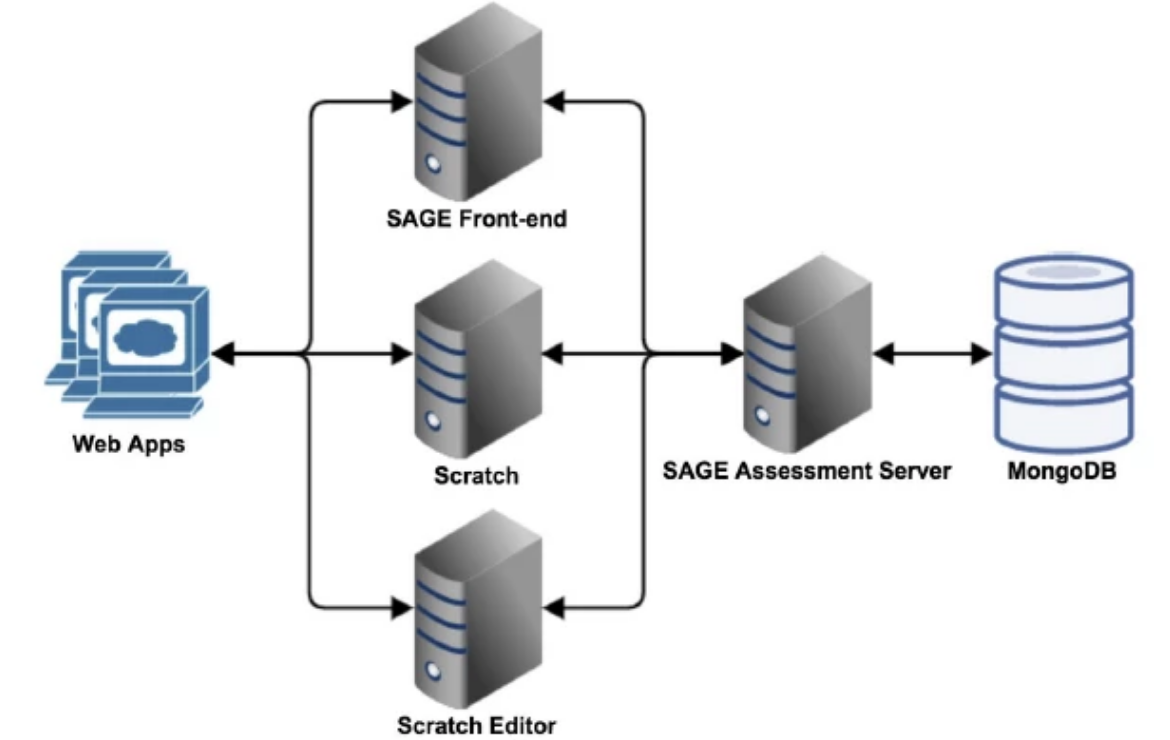 SAGE Front-end
Web Apps
Scratch
SAGE Assessment Server
MongoDB
Scratch Editor